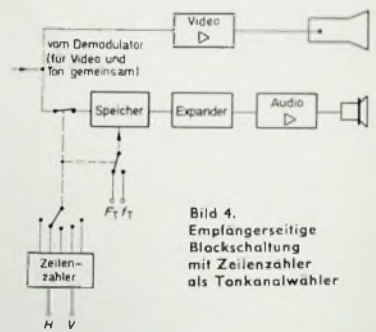 Video
vom Demodulator
(für Video und
Ton gemeinsam)
Speicher
Expander
Audio
F_T f_T
Zeilen-
zähler
H V
Bild 4.
Empfängerseitige
Blockschaltung
mit Zeilenzähler
als Tonkanalwähler